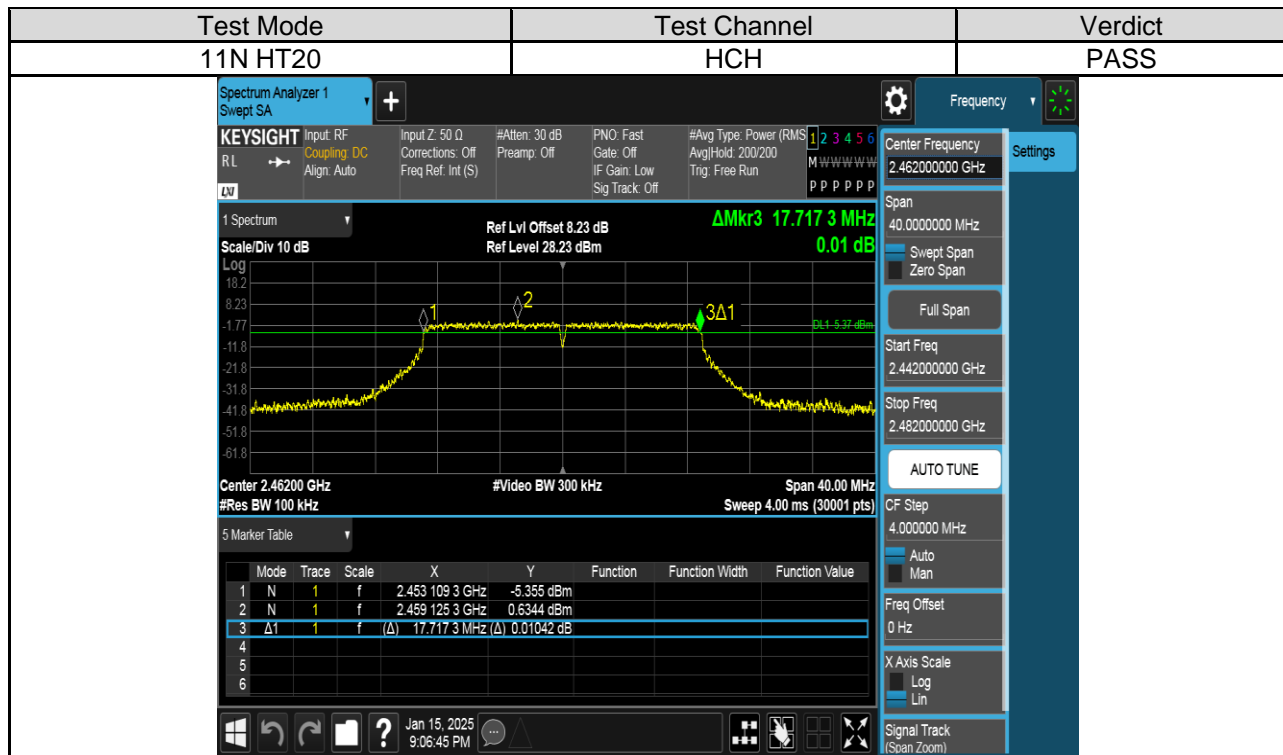 Test Mode Test Channel Verdict
11N HT20 HCH PASS
Spectrum Analyzer 1
Swept SA
+
Frequency
KEYSIGHT Input: RF Input Z: 50 Ω #Atten: 30 dB PNO: Fast #Avg Type: Power (RMS 1 2 3 4 5 6
RL Coupling: DC Corrections: Off Preamp: Off Gate: Off Avg|Hold: 200/200 M W W W W W
Align: Auto Freq Ref: Int (S) IF Gain: Low Trig: Free Run
LXI Sig Track: Off P P P P P P
1 Spectrum
Ref Lvl Offset 8.23 dB ΔMkr3 17.717 3 MHz
Scale/Div 10 dB Ref Level 28.23 dBm 0.01 dB
Log
18.2
8.23
-1.77
-11.8
-21.8
-31.8
-41.8
-51.8
-61.8
1
2
3Δ1
DL1 -5.37 dBm
Center 2.46200 GHz #Video BW 300 kHz Span 40.00 MHz
#Res BW 100 kHz Sweep 4.00 ms (30001 pts)
5 Marker Table
Mode Trace Scale X Y Function Function Width Function Value
1 N 1 f 2.453 109 3 GHz -5.355 dBm
2 N 1 f 2.459 125 3 GHz 0.6344 dBm
3 Δ1 1 f (Δ) 17.717 3 MHz (Δ) 0.01042 dB
4
5
6
Jan 15, 2025
9:06:45 PM
?
Center Frequency
2.462000000 GHz
Settings
Span
40.0000000 MHz
Swept Span
Zero Span
Full Span
Start Freq
2.442000000 GHz
Stop Freq
2.482000000 GHz
AUTO TUNE
CF Step
4.000000 MHz
Auto
Man
Freq Offset
0 Hz
X Axis Scale
Log
Lin
Signal Track
(Span Zoom)